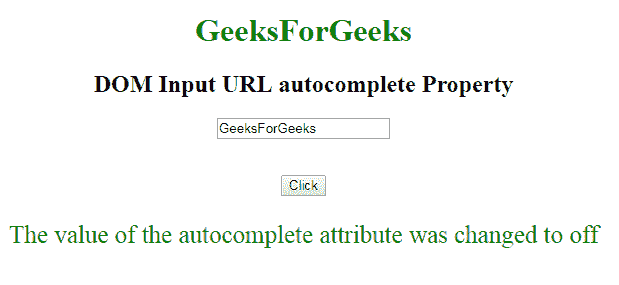 GeeksForGeeks
DOM Input URL autocomplete Property
GeeksForGeeks
Click
The value of the autocomplete attribute was changed to off